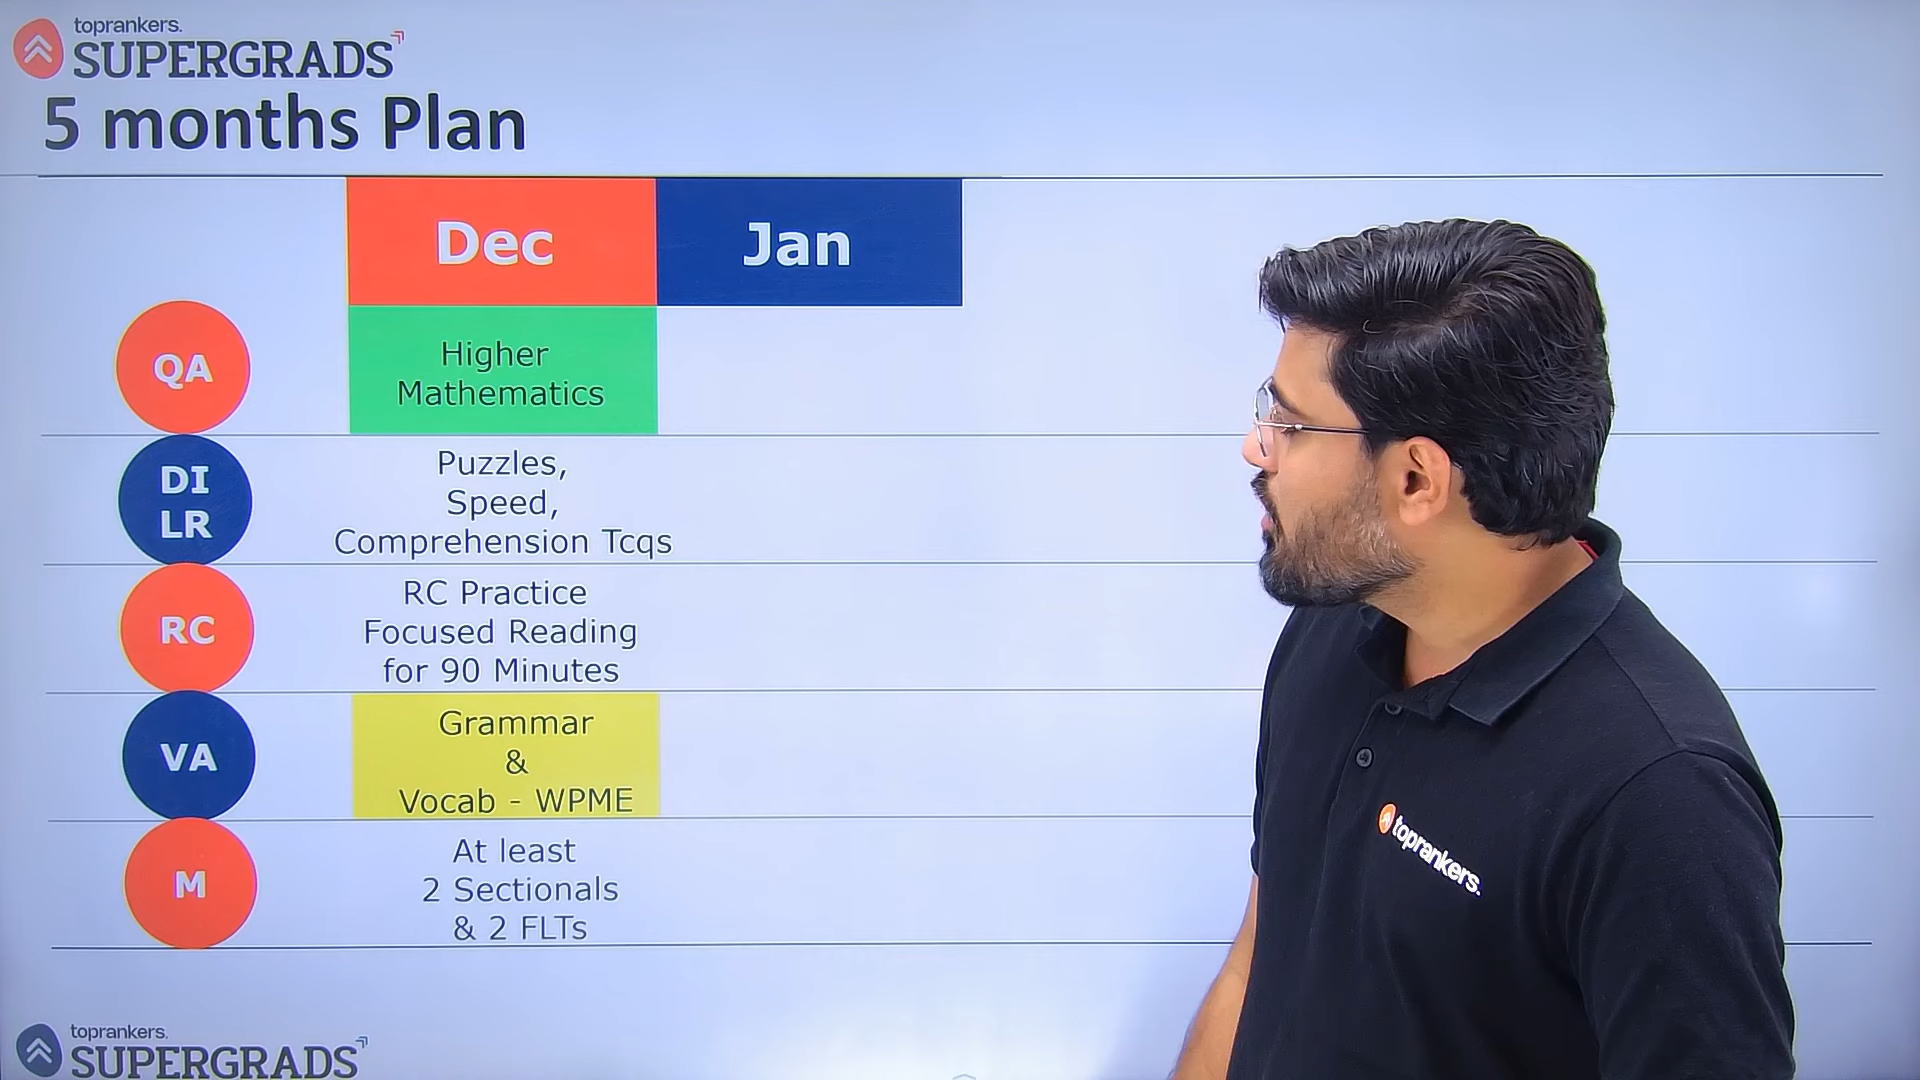 toprankers.
SUPERGRADS
5 months Plan
Dec
Jan
QA
Higher
Mathematics
DI
LR
Puzzles,
Speed,
Comprehension Tcqs
RC
RC Practice
Focused Reading
for 90 Minutes
VA
Grammar
&
Vocab - WPME
M
At least
2 Sectionals
& 2 FLTs
toprankers.
toprankers.
SUPERGRADS